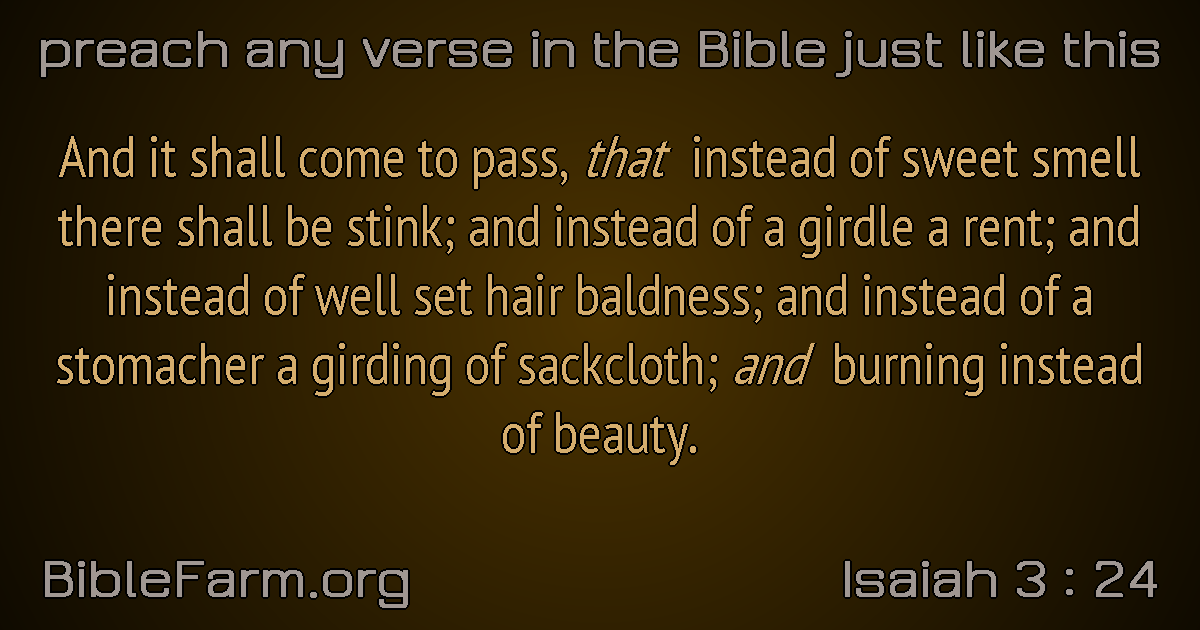 preach any verse in the Bible just like this
And it shall come to pass, that instead of sweet smell
there shall be stink; and instead of a girdle a rent; and
instead of well set hair baldness; and instead of a
stomacher a girding of sackcloth; and burning instead
of beauty.
BibleFarm.org
Isaiah 3 : 24